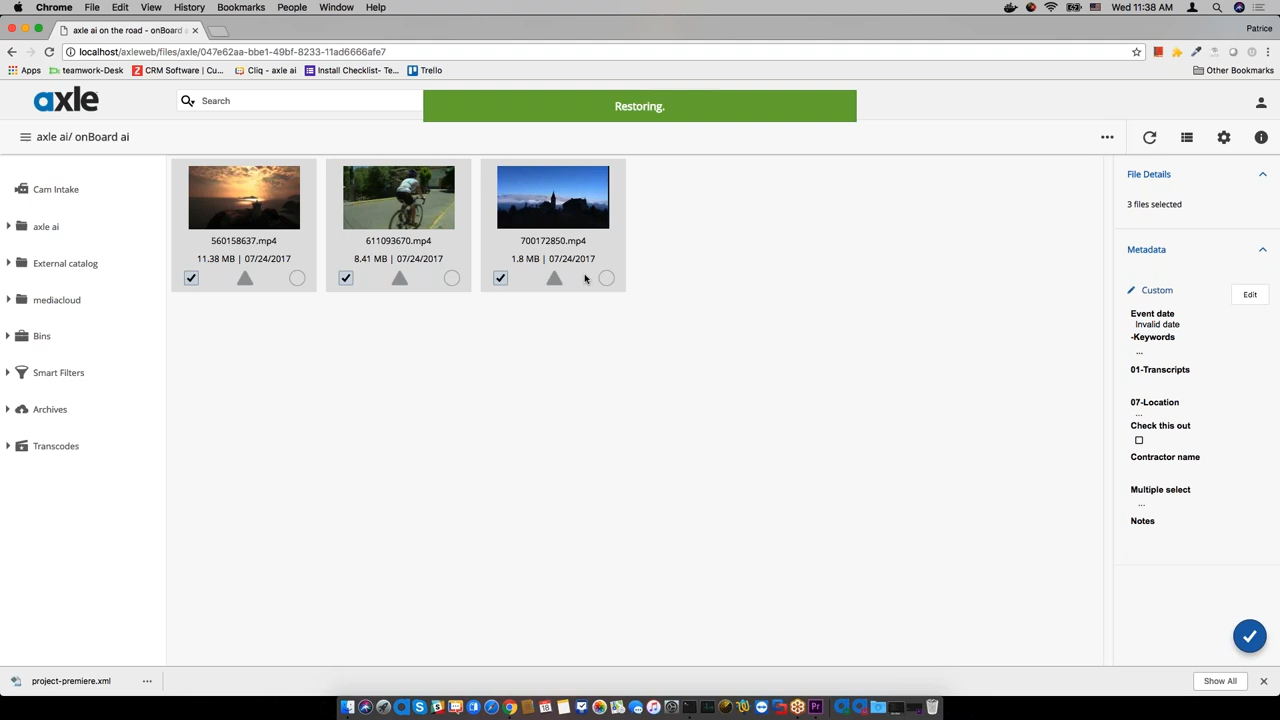 Chrome File Edit View History Bookmarks People Window Help Wed 11:38 AM
axle ai on the road - onBoard a Patrice
localhost/axleweb/files/axle/047e62aa-bbe1-49bf-8233-11ad6666afe7
Apps teamwork-Desk CRM Software | Cu... Cliq - axle ai Install Checklist- Te... Trello Other Bookmarks
axle Search Restoring.
axle ai/ onBoard ai
Cam Intake
axle ai
External catalog
mediacloud
Bins
Smart Filters
Archives
Transcodes
560158637.mp4
11.38 MB | 07/24/2017
611093670.mp4
8.41 MB | 07/24/2017
700172850.mp4
1.8 MB | 07/24/2017
File Details
3 files selected
Metadata
Custom Edit
Event date
Invalid date
-Keywords
...
01-Transcripts
07-Location
...
Check this out
Contractor name
Multiple select
...
Notes
project-premiere.xml Show All